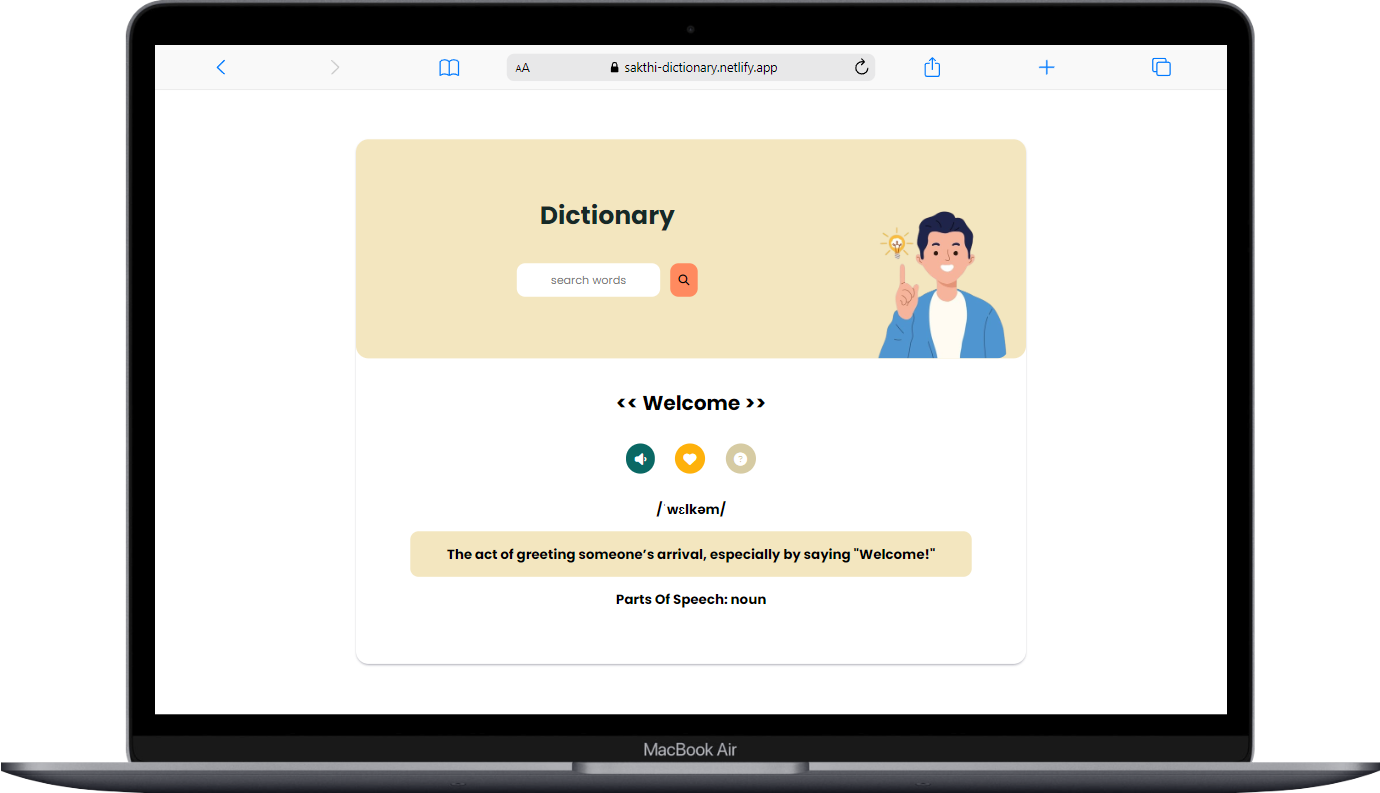 AA sakthi-dictionary.netlify.app
Dictionary
search words
<< Welcome >>
?
/ˈwɛlkəm/
The act of greeting someone’s arrival, especially by saying "Welcome!"
Parts Of Speech: noun
MacBook Air